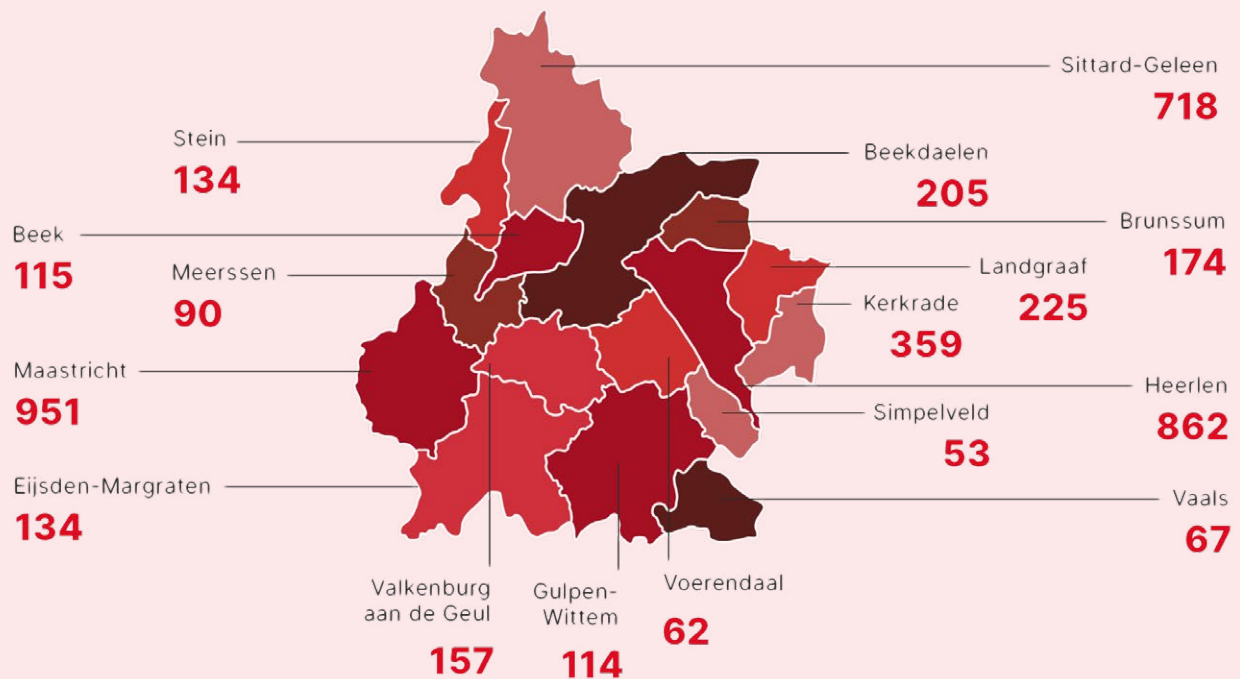 Sittard-Geleen
718
Stein
134
Beekdaelen
205
Beek
115
Brunssum
174
Meerssen
90
Landgraaf
225
Kerkrade
359
Maastricht
951
Heerlen
862
Simpelveld
53
Eijsden-Margraten
134
Vaals
67
Valkenburg
aan de Geul
157
Gulpen-
Wittem
114
Voerendaal
62